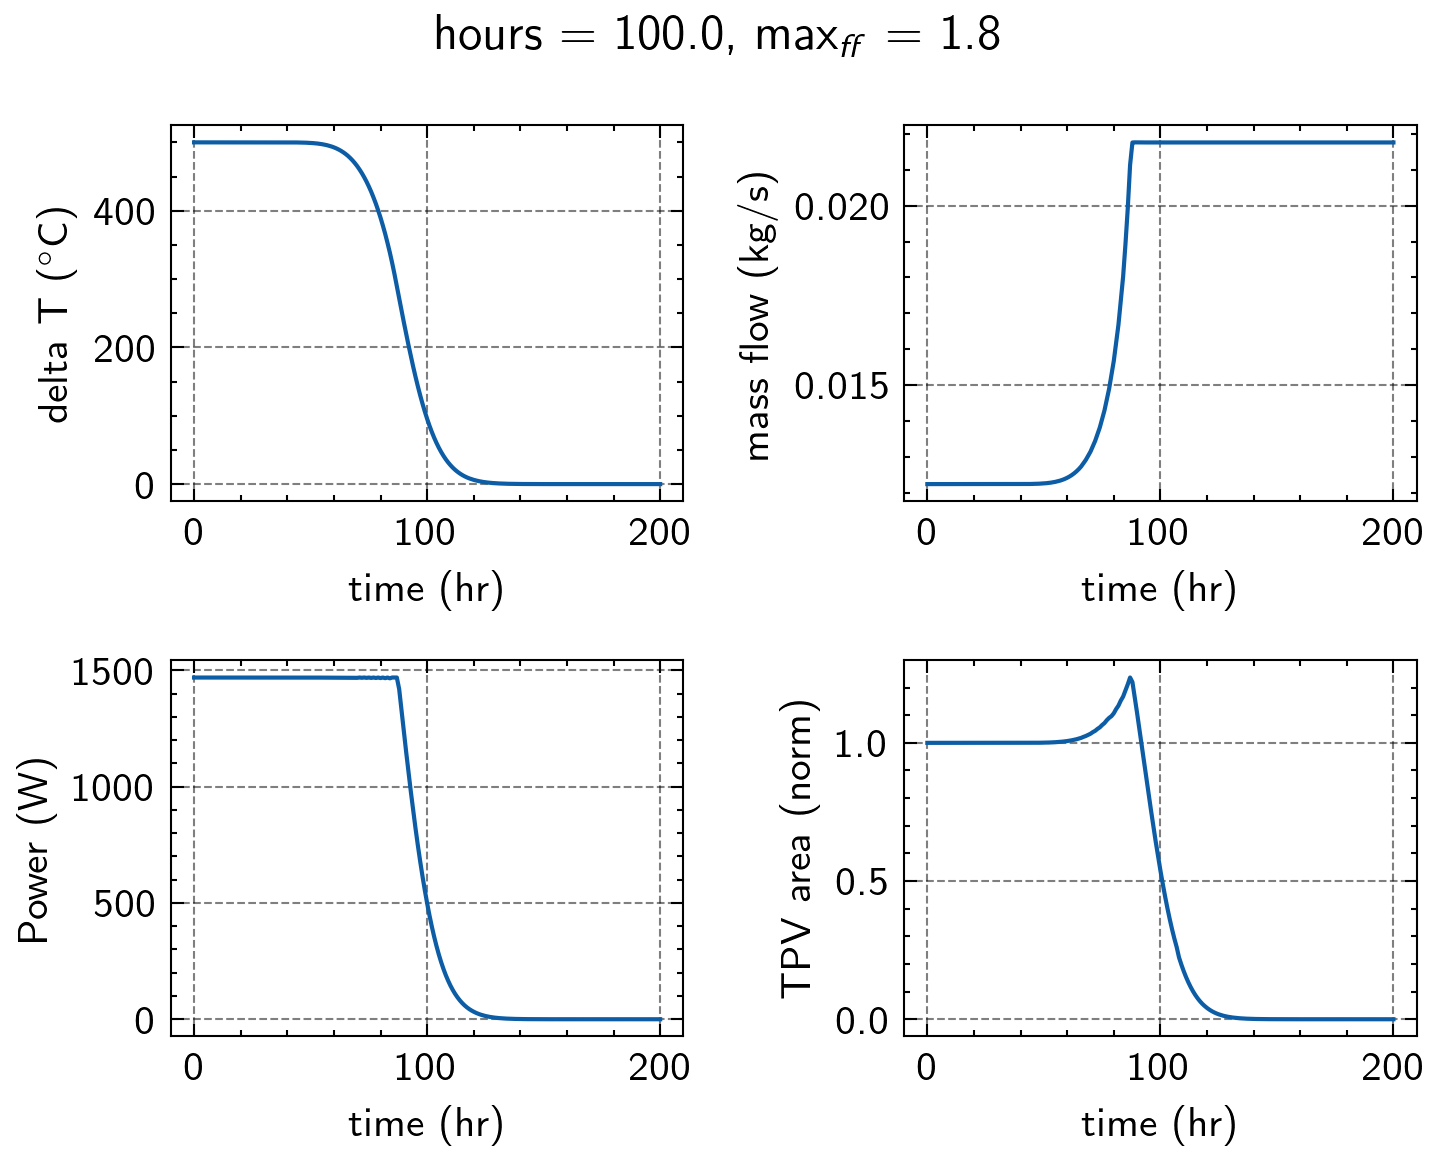 hours = 100.0, max_ff = 1.8
delta T (°C)
400
200
0
0 100 200
time (hr)
mass flow (kg/s)
0.020
0.015
0 100 200
time (hr)
Power (W)
1500
1000
500
0
0 100 200
time (hr)
TPV area (norm)
1.0
0.5
0.0
0 100 200
time (hr)